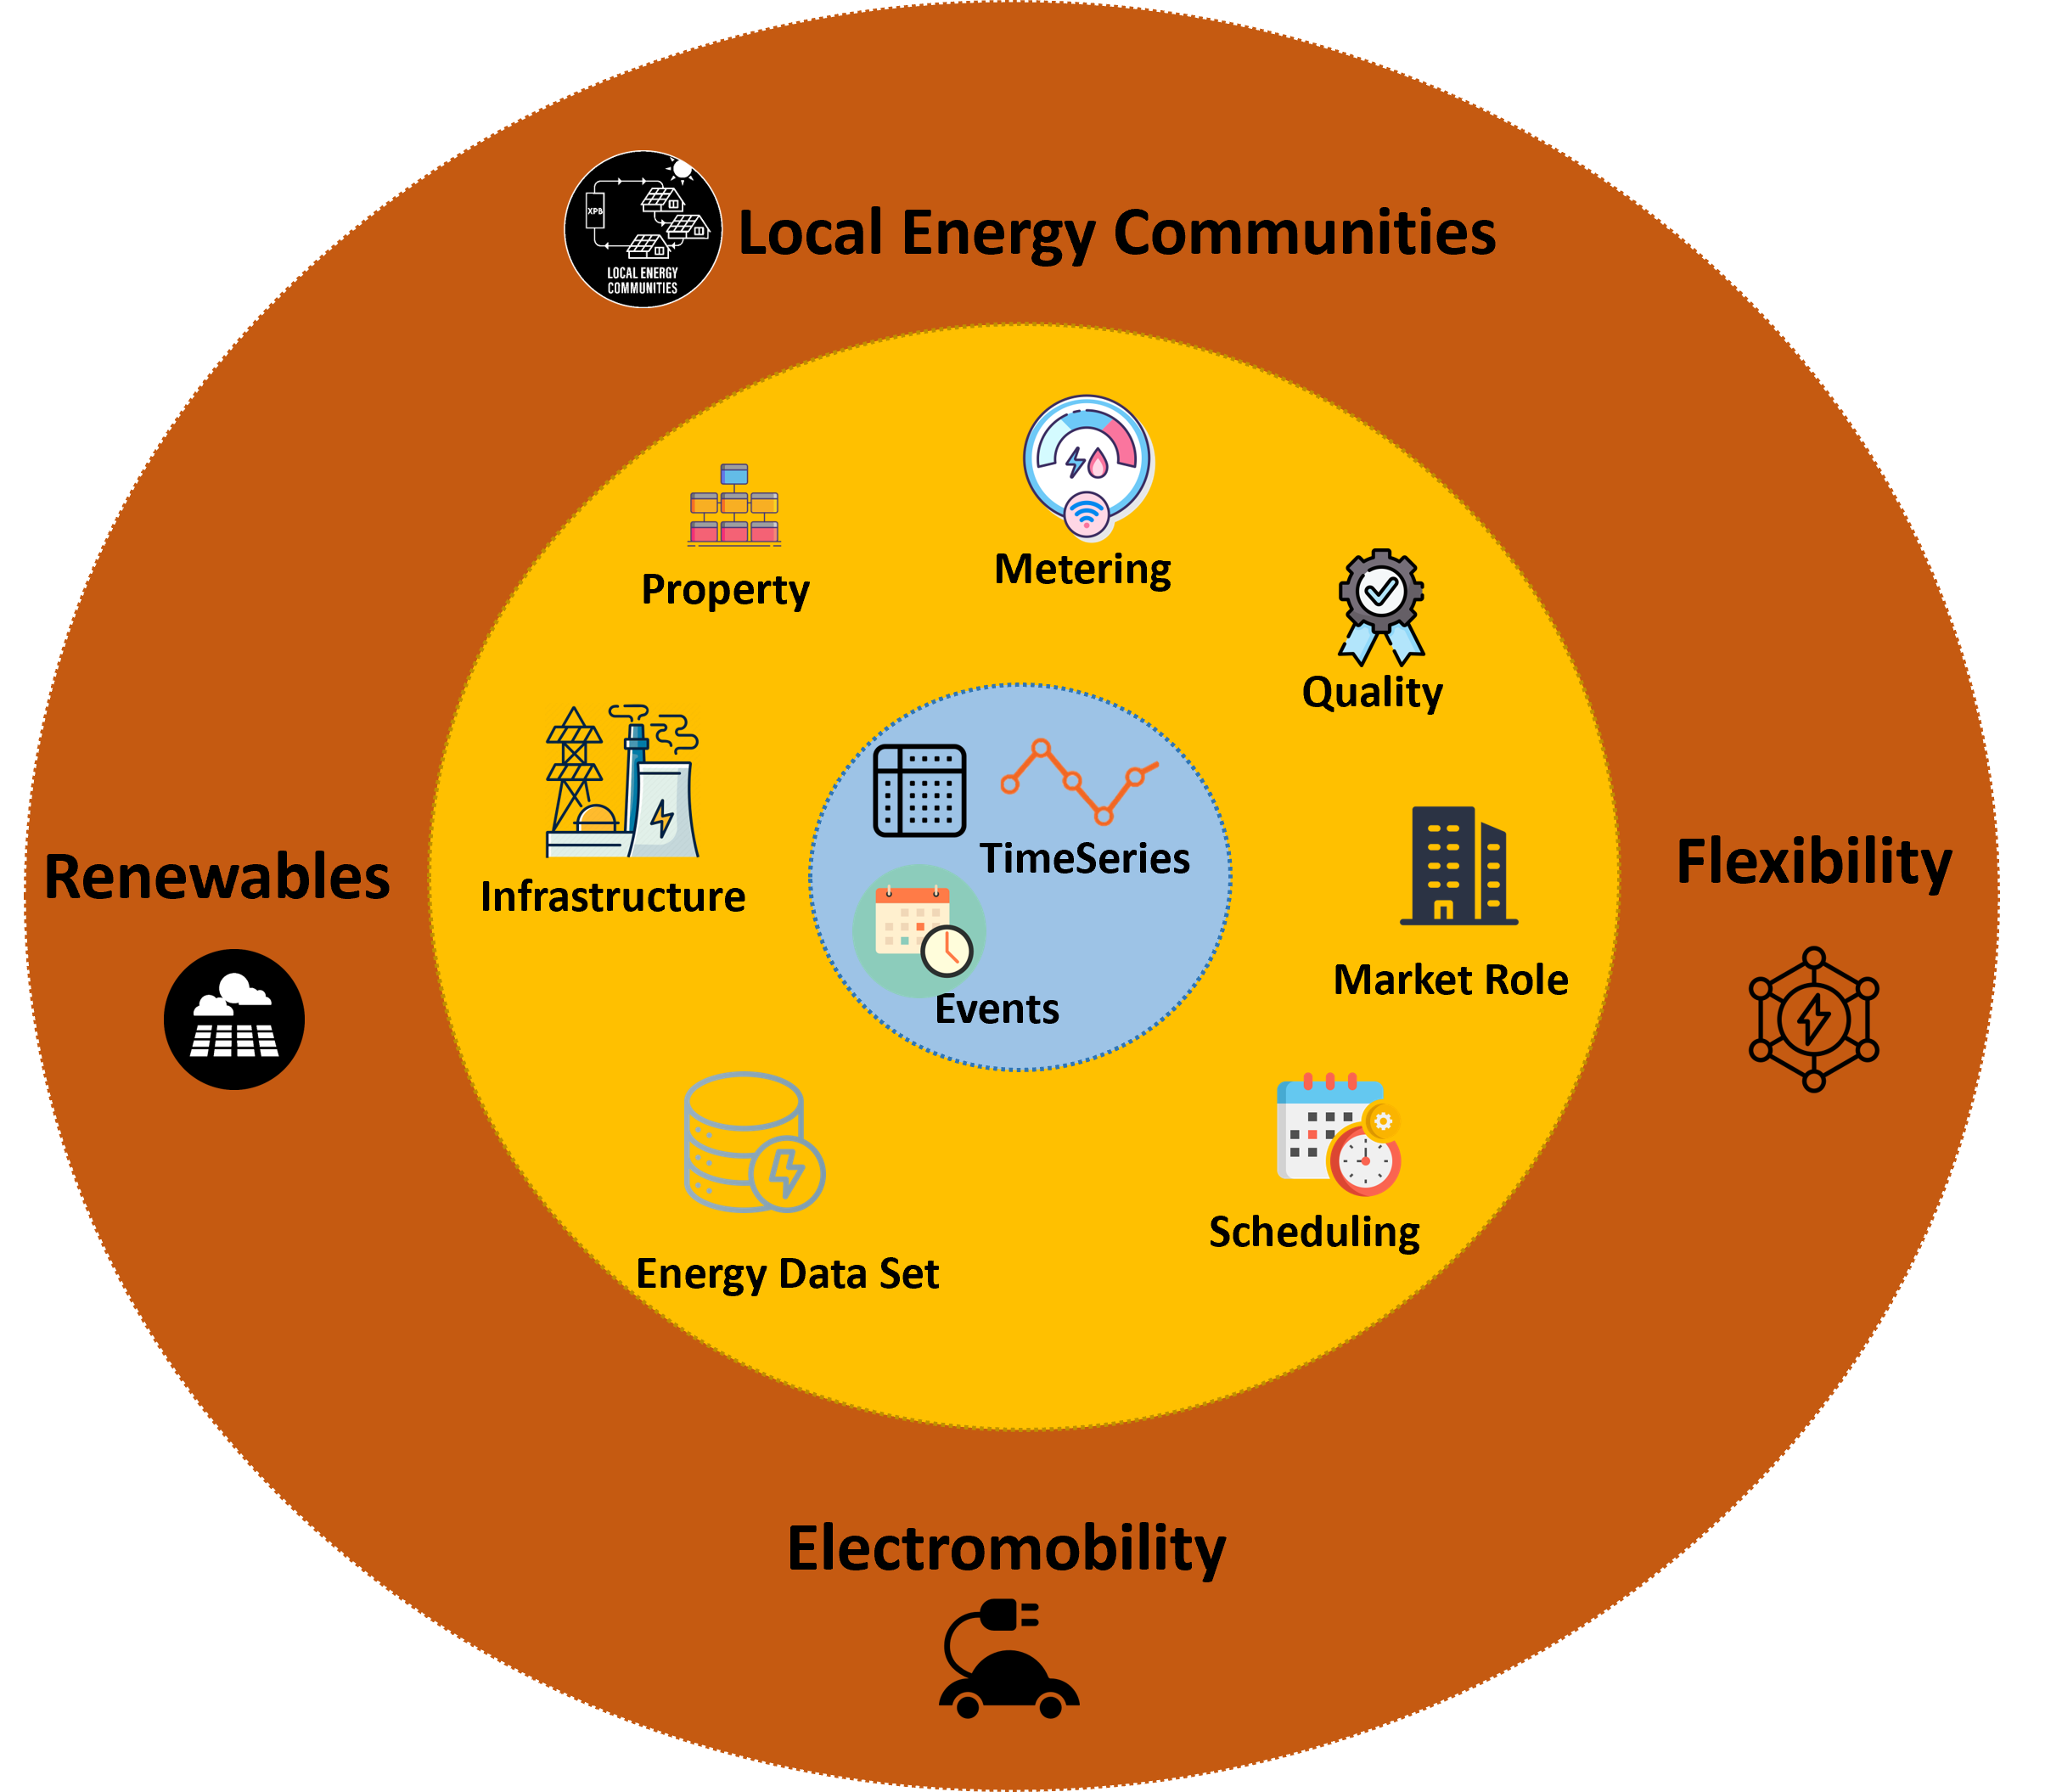 XPB
LOCAL ENERGY
COMMUNITIES
Local Energy Communities
Metering
Property
Quality
TimeSeries
Infrastructure
Renewables
Flexibility
Market Role
Events
Scheduling
Energy Data Set
Electromobility